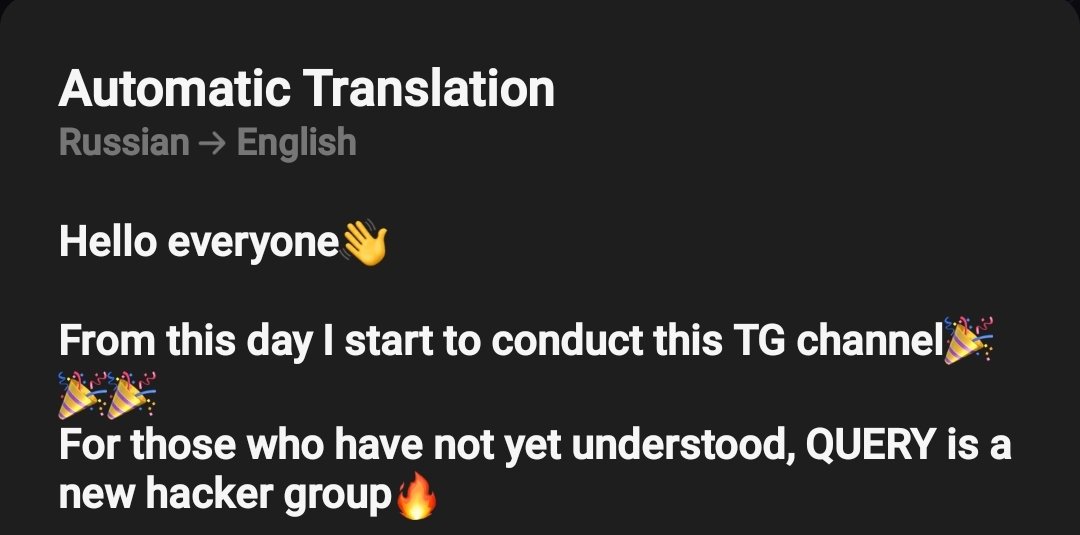 Automatic Translation
Russian → English
Hello everyone👋
From this day I start to conduct this TG channel🎉
🎉🎉
For those who have not yet understood, QUERY is a
new hacker group🔥